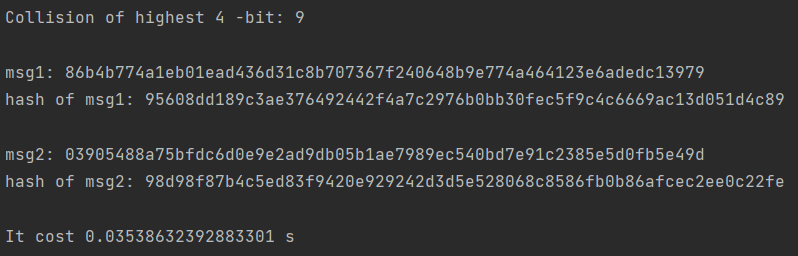 Collision of highest 4 -bit: 9
msg1: 86b4b774a1eb01ead436d31c8b707367f240648b9e774a464123e6adedc13979
hash of msg1: 95608dd189c3ae376492442f4a7c2976b0bb30fec5f9c4c6669ac13d051d4c89
msg2: 03905488a75bfdc6d0e9e2ad9db05b1ae7989ec540bd7e91c2385e5d0fb5e49d
hash of msg2: 98d98f87b4c5ed83f9420e929242d3d5e528068c8586fb0b86afcec2ee0c22fe
It cost 0.03538632392883301 s